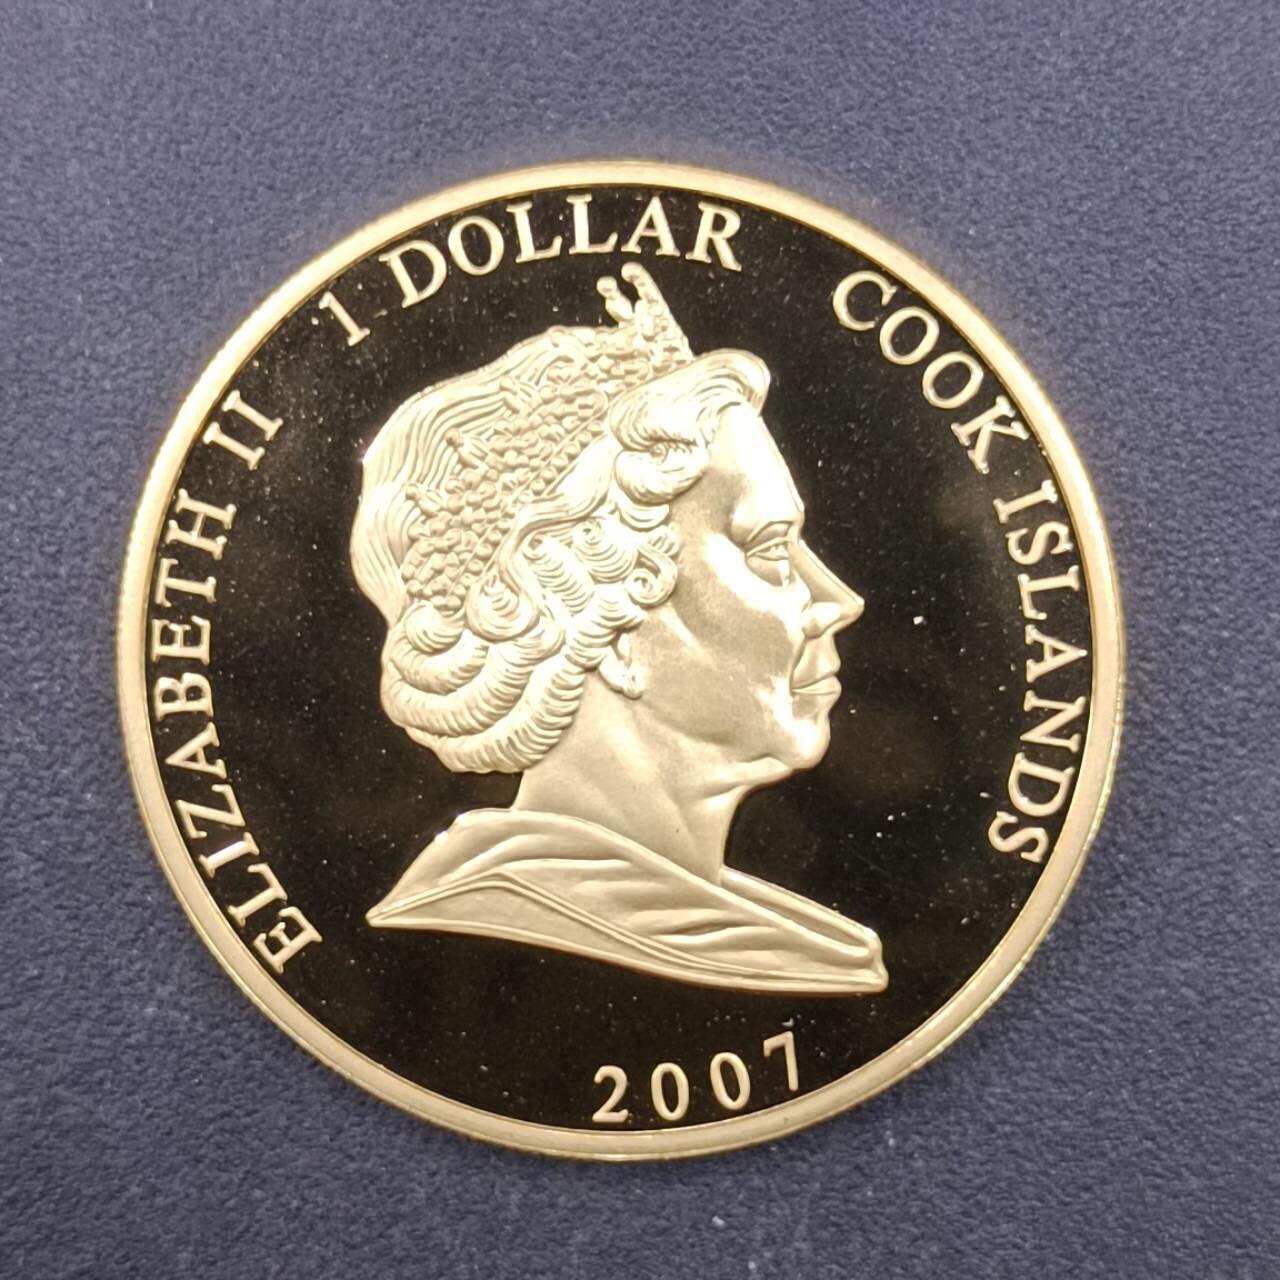 ELIZABETH II 1 DOLLAR COOK ISLANDS
2007